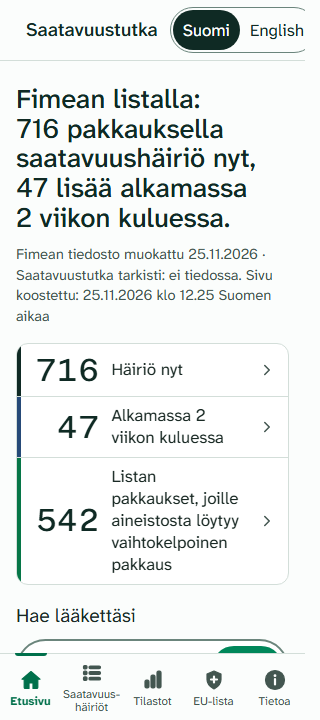 Saatavuustutka
Suomi
English
Fimean listalla:
716 pakkauksella
saatavuushäiriö nyt,
47 lisää alkamassa
2 viikon kuluessa.
Fimean tiedosto muokattu 25.11.2026 ·
Saatavuustutka tarkisti: ei tiedossa. Sivu
koostettu: 25.11.2026 klo 12.25 Suomen
aikaa
716 Häiriö nyt
47 Alkamassa 2
viikon kuluessa
542 Listan
pakkaukset, joille
aineistosta löytyy
vaihtokelpoinen
pakkaus
Hae lääkettäsi
Etusivu
Saatavuus-
häiriöt
Tilastot
EU-lista
Tietoa